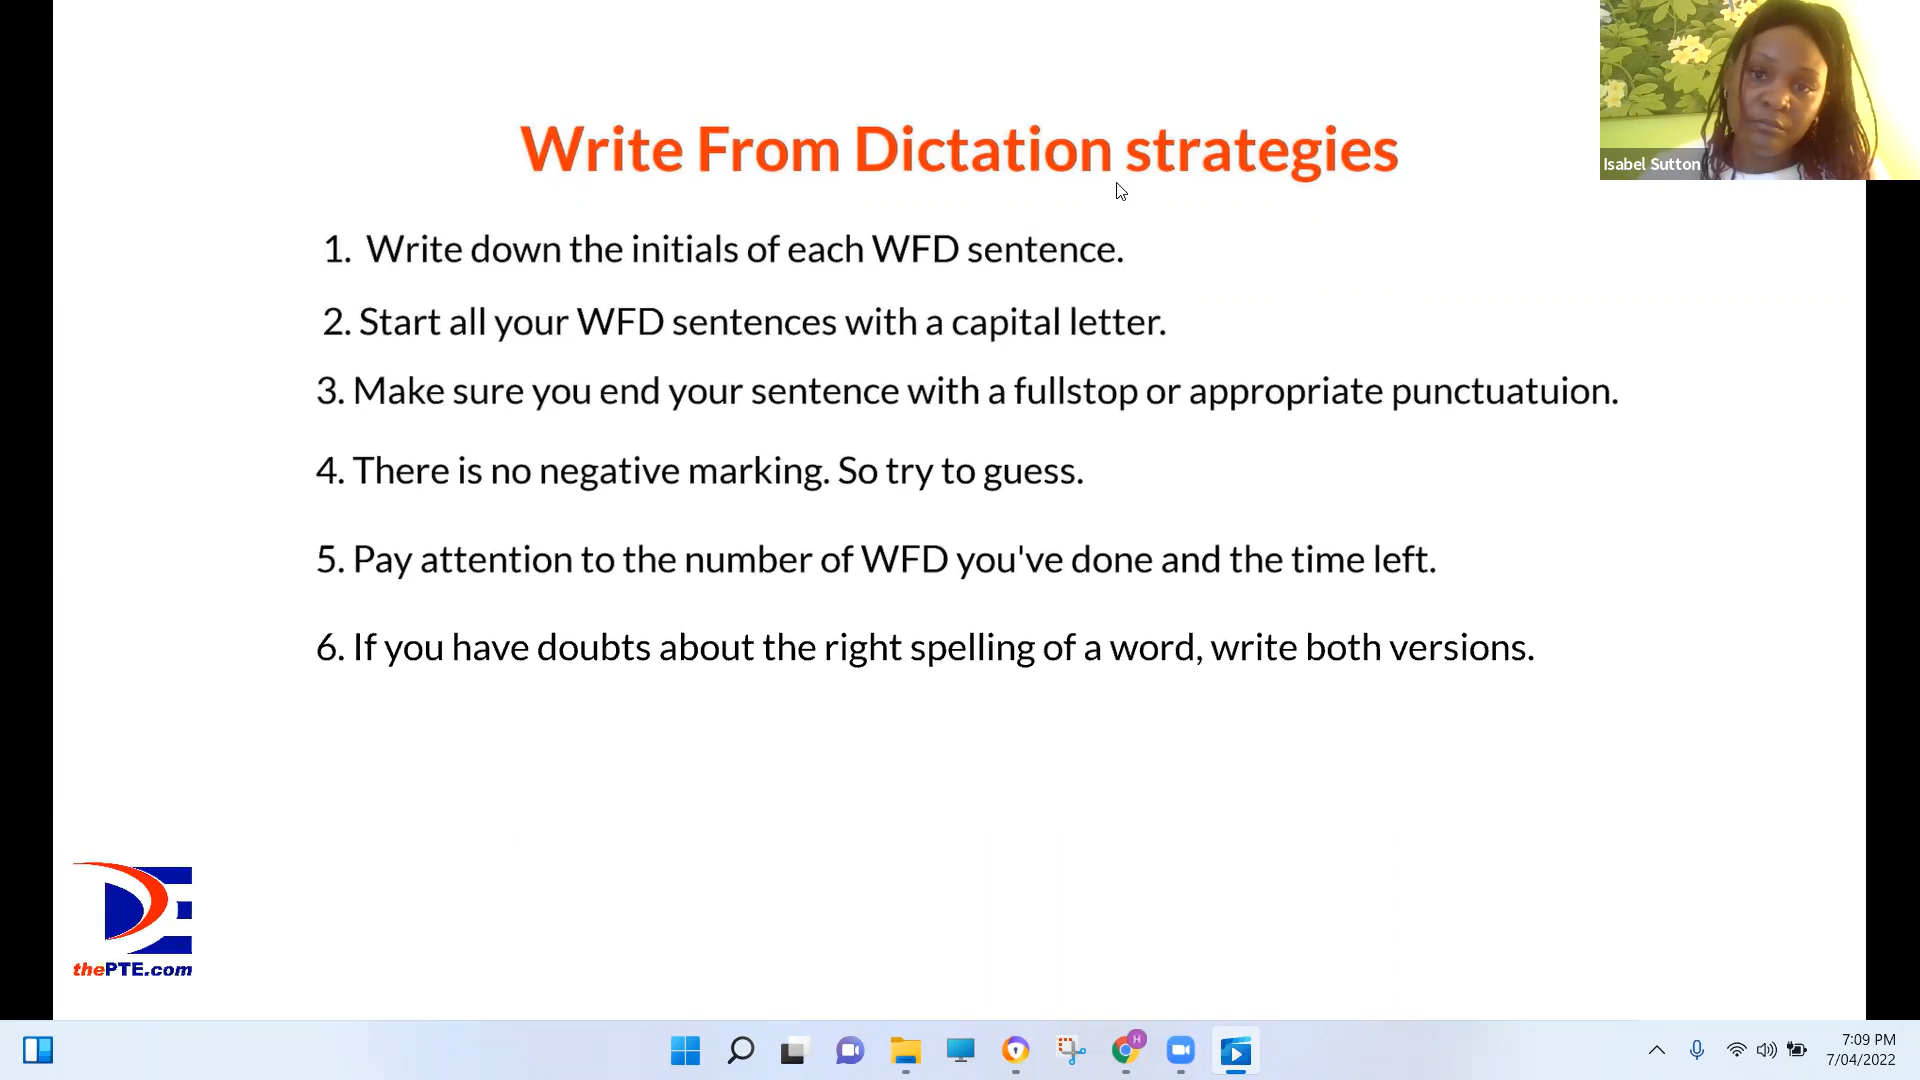 Write From Dictation strategies
Isabel Sutton
1. Write down the initials of each WFD sentence.
2. Start all your WFD sentences with a capital letter.
3. Make sure you end your sentence with a fullstop or appropriate punctuatuion.
4. There is no negative marking. So try to guess.
5. Pay attention to the number of WFD you've done and the time left.
6. If you have doubts about the right spelling of a word, write both versions.
DE
thePTE.com
H
7:09 PM
7/04/2022